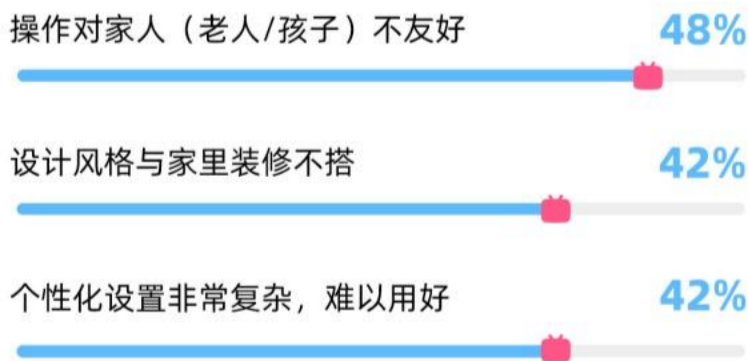 操作对家人（老人/孩子）不友好 48%
设计风格与家里装修不搭 42%
个性化设置非常复杂，难以用好 42%